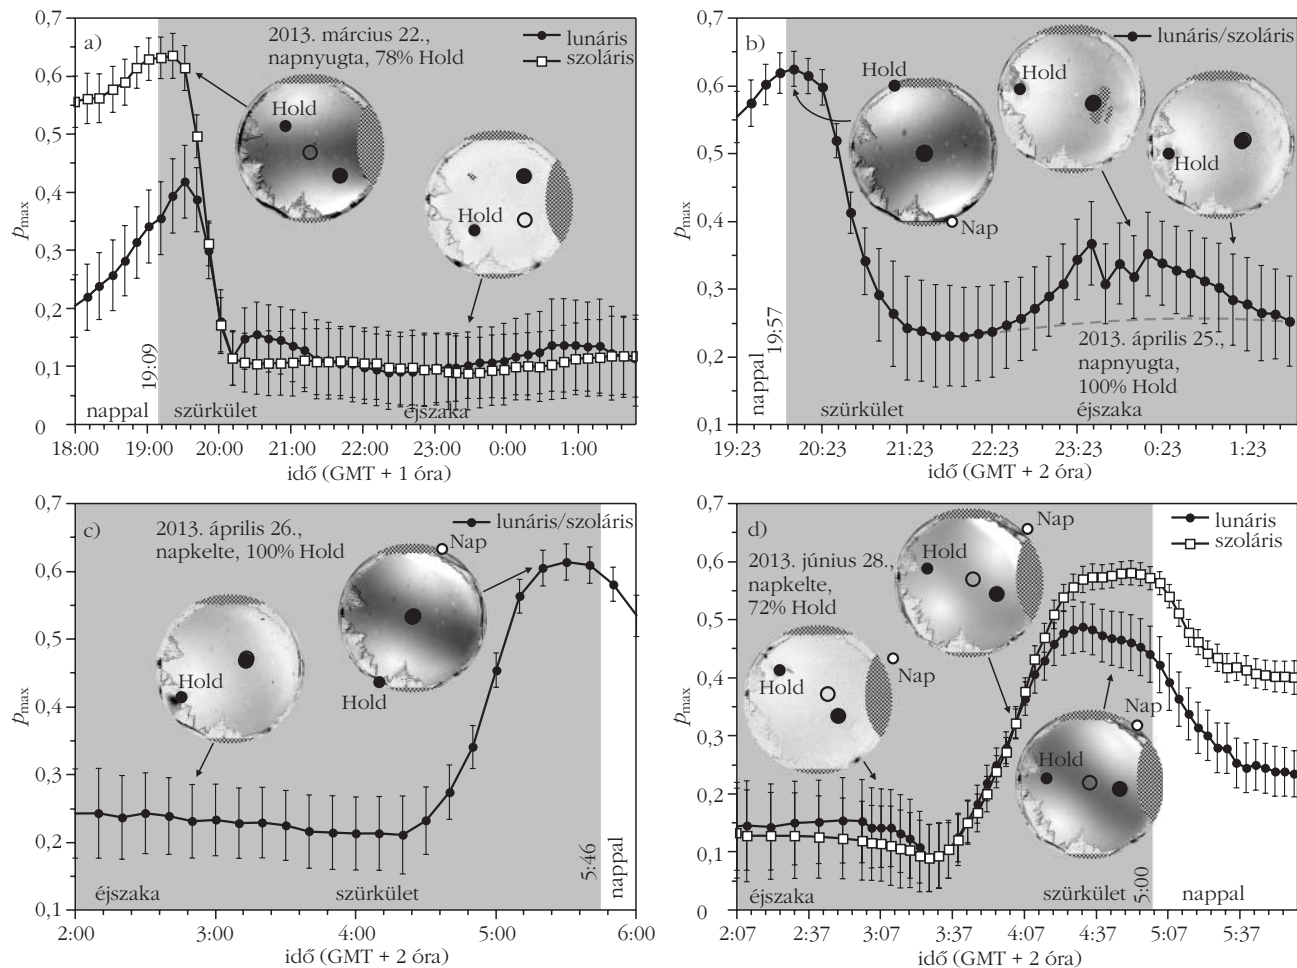 a)
2013. március 22.,
napnyugta, 78% Hold
lunáris
szoláris
Hold
Hold
p max
0,7
0,6
0,5
0,4
0,3
0,2
0,1
0
19:09
nappal
szürkület
éjszaka
18:00 19:00 20:00 21:00 22:00 23:00 0:00 1:00
idő (GMT + 1 óra)
b)
lunáris/szoláris
Hold
Hold
Hold
Nap
p max
0,7
0,6
0,5
0,4
0,3
0,2
0,1
19:57
nappal
szürkület
2013. április 25.,
napnyugta,
100% Hold
éjszaka
19:23 20:23 21:23 22:23 23:23 0:23 1:23
idő (GMT + 2 óra)
c)
2013. április 26.,
napkelte, 100% Hold
lunáris/szoláris
Nap
Hold
Hold
p max
0,7
0,6
0,5
0,4
0,3
0,2
0,1
éjszaka
szürkület
5:46
nappal
2:00 3:00 4:00 5:00 6:00
idő (GMT + 2 óra)
d)
2013. június 28.,
napkelte,
72% Hold
lunáris
szoláris
Nap
Hold
Hold
Nap
Nap
Hold
p max
0,7
0,6
0,5
0,4
0,3
0,2
0,1
0
éjszaka
szürkület
5:00
nappal
2:07 2:37 3:07 3:37 4:07 4:37 5:07 5:37
idő (GMT + 2 óra)